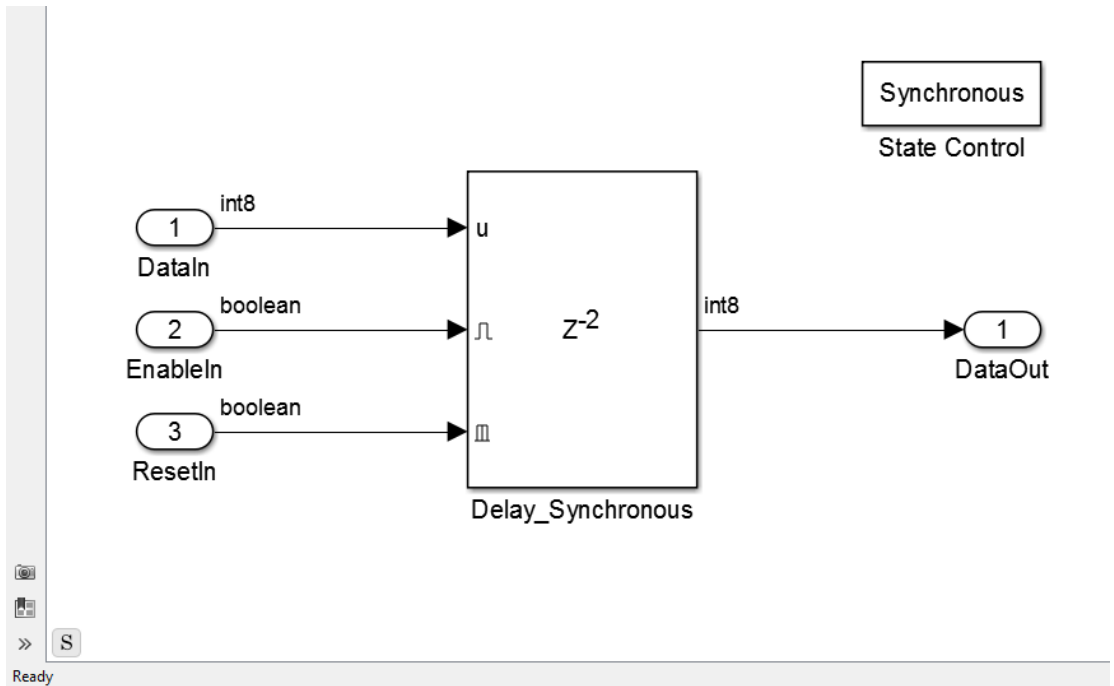 Synchronous
State Control
int8
1
u
DataIn
boolean
2
EnableIn
boolean
3
ResetIn
z-2
int8
1
DataOut
Delay_Synchronous
S
Ready